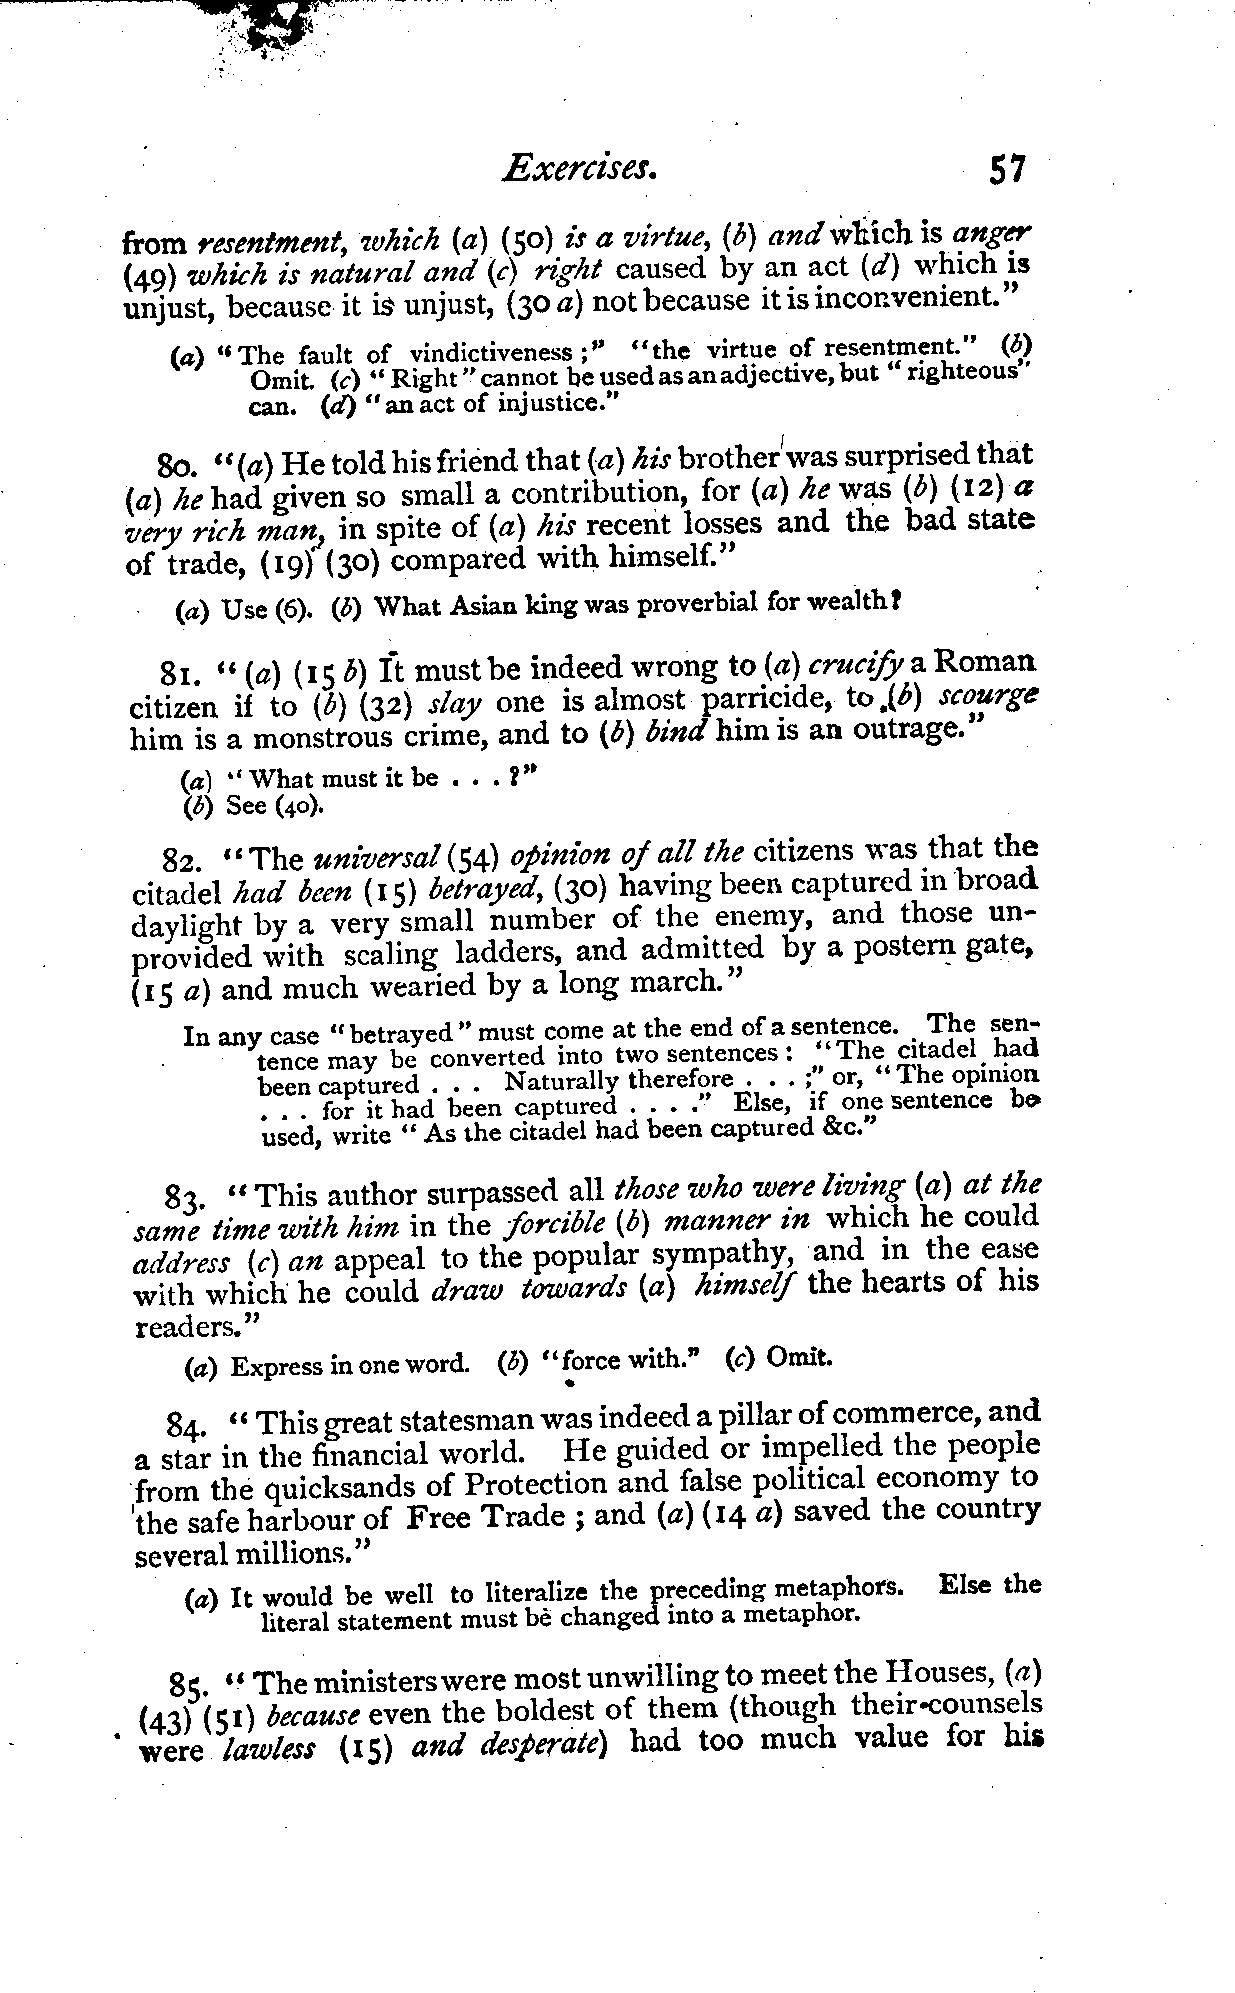 Exercises. 57
from resentment, which (a) (50) is a virtue, (b) and which is anger
(49) which is natural and (c) right caused by an act (d) which is
unjust, because it is unjust, (30 a) not because it is inconvenient."
(a) "The fault of vindictiveness;" "the virtue of resentment." (b)
Omit. (c) "Right" cannot be used as an adjective, but "righteous"
can. (d) "an act of injustice."
80. "(a) He told his friend that (a) his brother was surprised that
(a) he had given so small a contribution, for (a) he was (b) (12) a
very rich man, in spite of (a) his recent losses and the bad state
of trade, (19) (30) compared with himself."
(a) Use (6). (b) What Asian king was proverbial for wealth?
81. "(a) (15 b) It must be indeed wrong to (a) crucify a Roman
citizen if to (b) (32) slay one is almost parricide, to (b) scourge
him is a monstrous crime, and to (b) bind him is an outrage."
(a) "What must it be . . . ?"
(b) See (40).
82. "The universal (54) opinion of all the citizens was that the
citadel had been (15) betrayed, (30) having been captured in broad
daylight by a very small number of the enemy, and those un-
provided with scaling ladders, and admitted by a postern gate,
(15 a) and much wearied by a long march."
In any case "betrayed" must come at the end of a sentence. The sen-
tence may be converted into two sentences: "The citadel had
been captured . . . Naturally therefore . . . ;" or, "The opinion
. . . for it had been captured . . . ." Else, if one sentence be
used, write "As the citadel had been captured &c."
83. "This author surpassed all those who were living (a) at the
same time with him in the forcible (b) manner in which he could
address (c) an appeal to the popular sympathy, and in the ease
with which he could draw towards (a) himself the hearts of his
readers."
(a) Express in one word. (b) "force with." (c) Omit.
84. "This great statesman was indeed a pillar of commerce, and
a star in the financial world. He guided or impelled the people
from the quicksands of Protection and false political economy to
the safe harbour of Free Trade; and (a) (14 a) saved the country
several millions."
(a) It would be well to literalize the preceding metaphors. Else the
literal statement must be changed into a metaphor.
85. "The ministers were most unwilling to meet the Houses, (a)
(43) (51) because even the boldest of them (though their counsels
were lawless (15) and desperate) had too much value for his